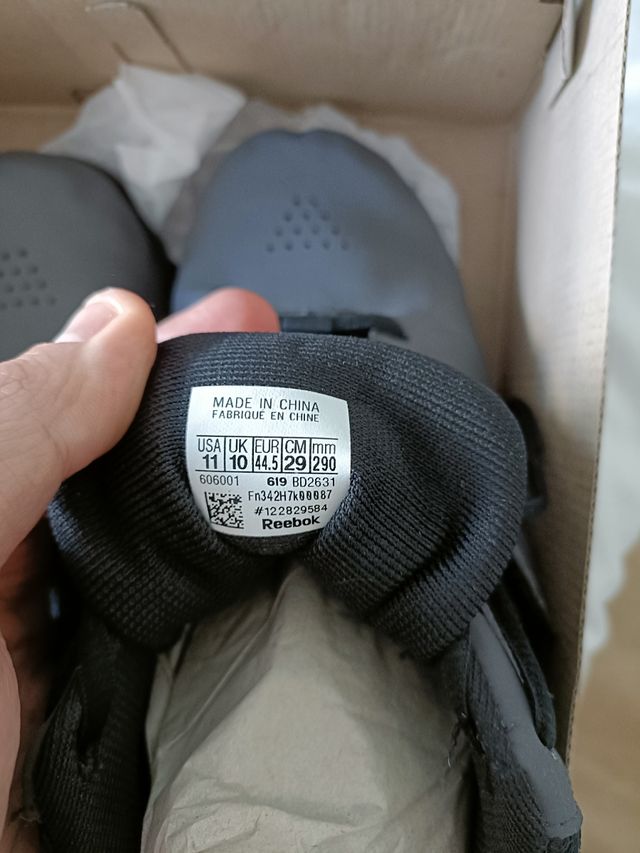 MADE IN CHINA
FABRIQUÉ EN CHINE
USA UK EUR CM mm
11 10 44.5 29 290
606001 619 BD2631
Fn342H7k00087
#122829584
Reebok